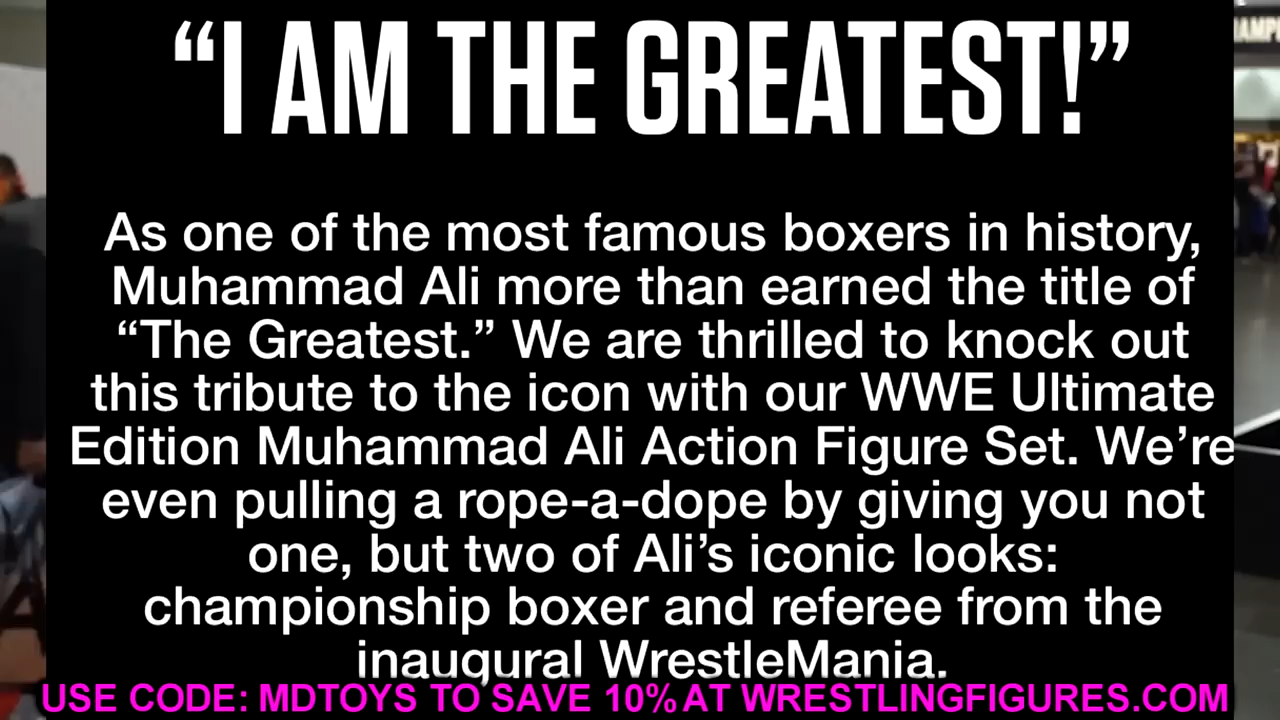 “I AM THE GREATEST!”
As one of the most famous boxers in history,
Muhammad Ali more than earned the title of
“The Greatest.” We are thrilled to knock out
this tribute to the icon with our WWE Ultimate
Edition Muhammad Ali Action Figure Set. We’re
even pulling a rope-a-dope by giving you not
one, but two of Ali’s iconic looks:
championship boxer and referee from the
inaugural WrestleMania.
USE CODE: MDTOYS TO SAVE 10% AT WRESTLINGFIGURES.COM